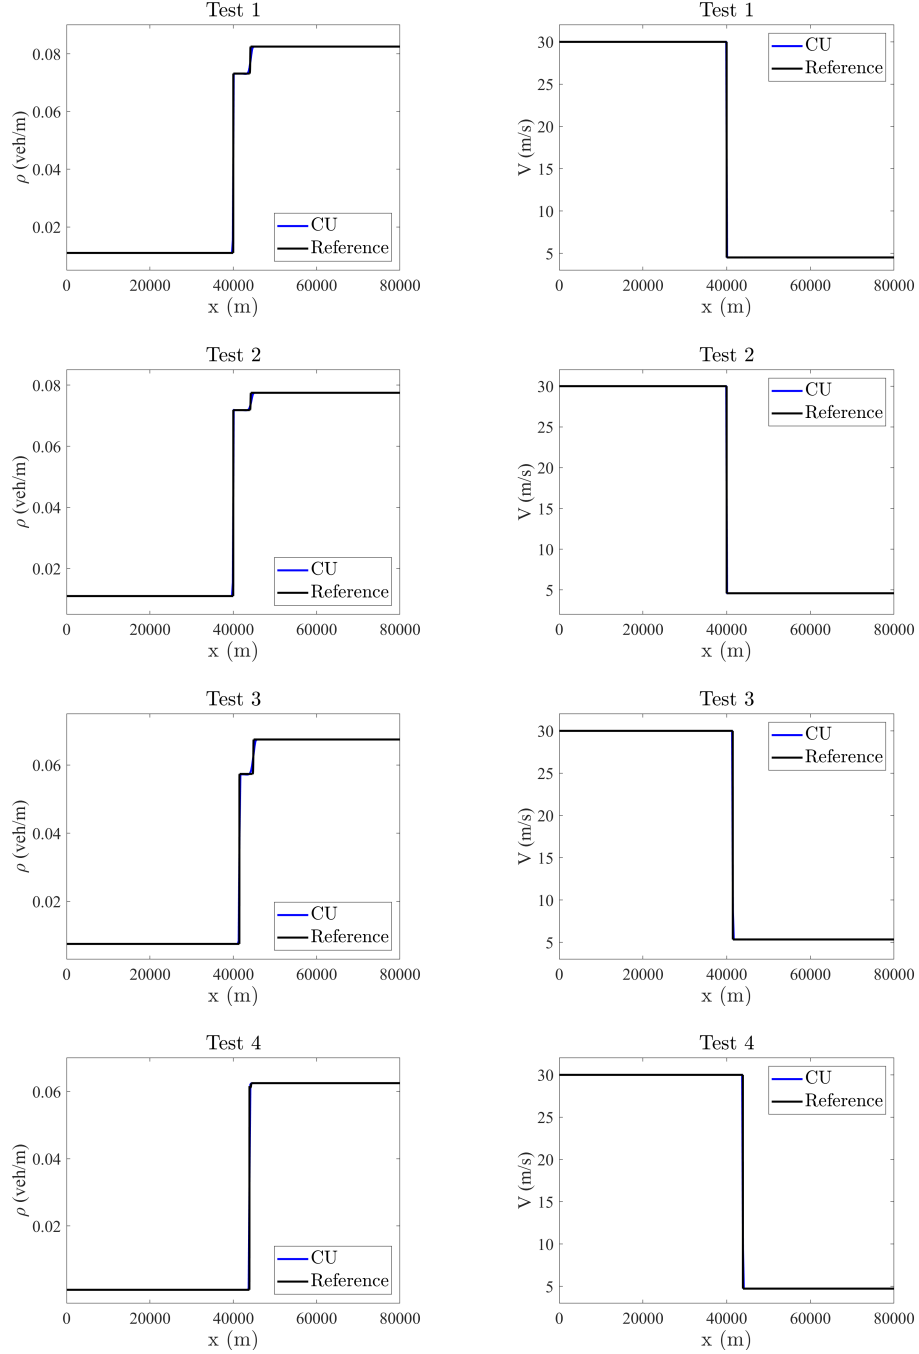 Test 1
0.08
0.06
0.04
0.02
ρ (veh/m)
CU
Reference
0 20000 40000 60000 80000
x (m)
Test 1
30
25
20
15
10
5
V (m/s)
CU
Reference
0 20000 40000 60000 80000
x (m)
Test 2
0.08
0.06
0.04
0.02
ρ (veh/m)
CU
Reference
0 20000 40000 60000 80000
x (m)
Test 2
30
25
20
15
10
5
V (m/s)
CU
Reference
0 20000 40000 60000 80000
x (m)
Test 3
0.06
0.04
0.02
ρ (veh/m)
CU
Reference
0 20000 40000 60000 80000
x (m)
Test 3
30
25
20
15
10
5
V (m/s)
CU
Reference
0 20000 40000 60000 80000
x (m)
Test 4
0.06
0.04
0.02
ρ (veh/m)
CU
Reference
0 20000 40000 60000 80000
x (m)
Test 4
30
25
20
15
10
5
V (m/s)
CU
Reference
0 20000 40000 60000 80000
x (m)